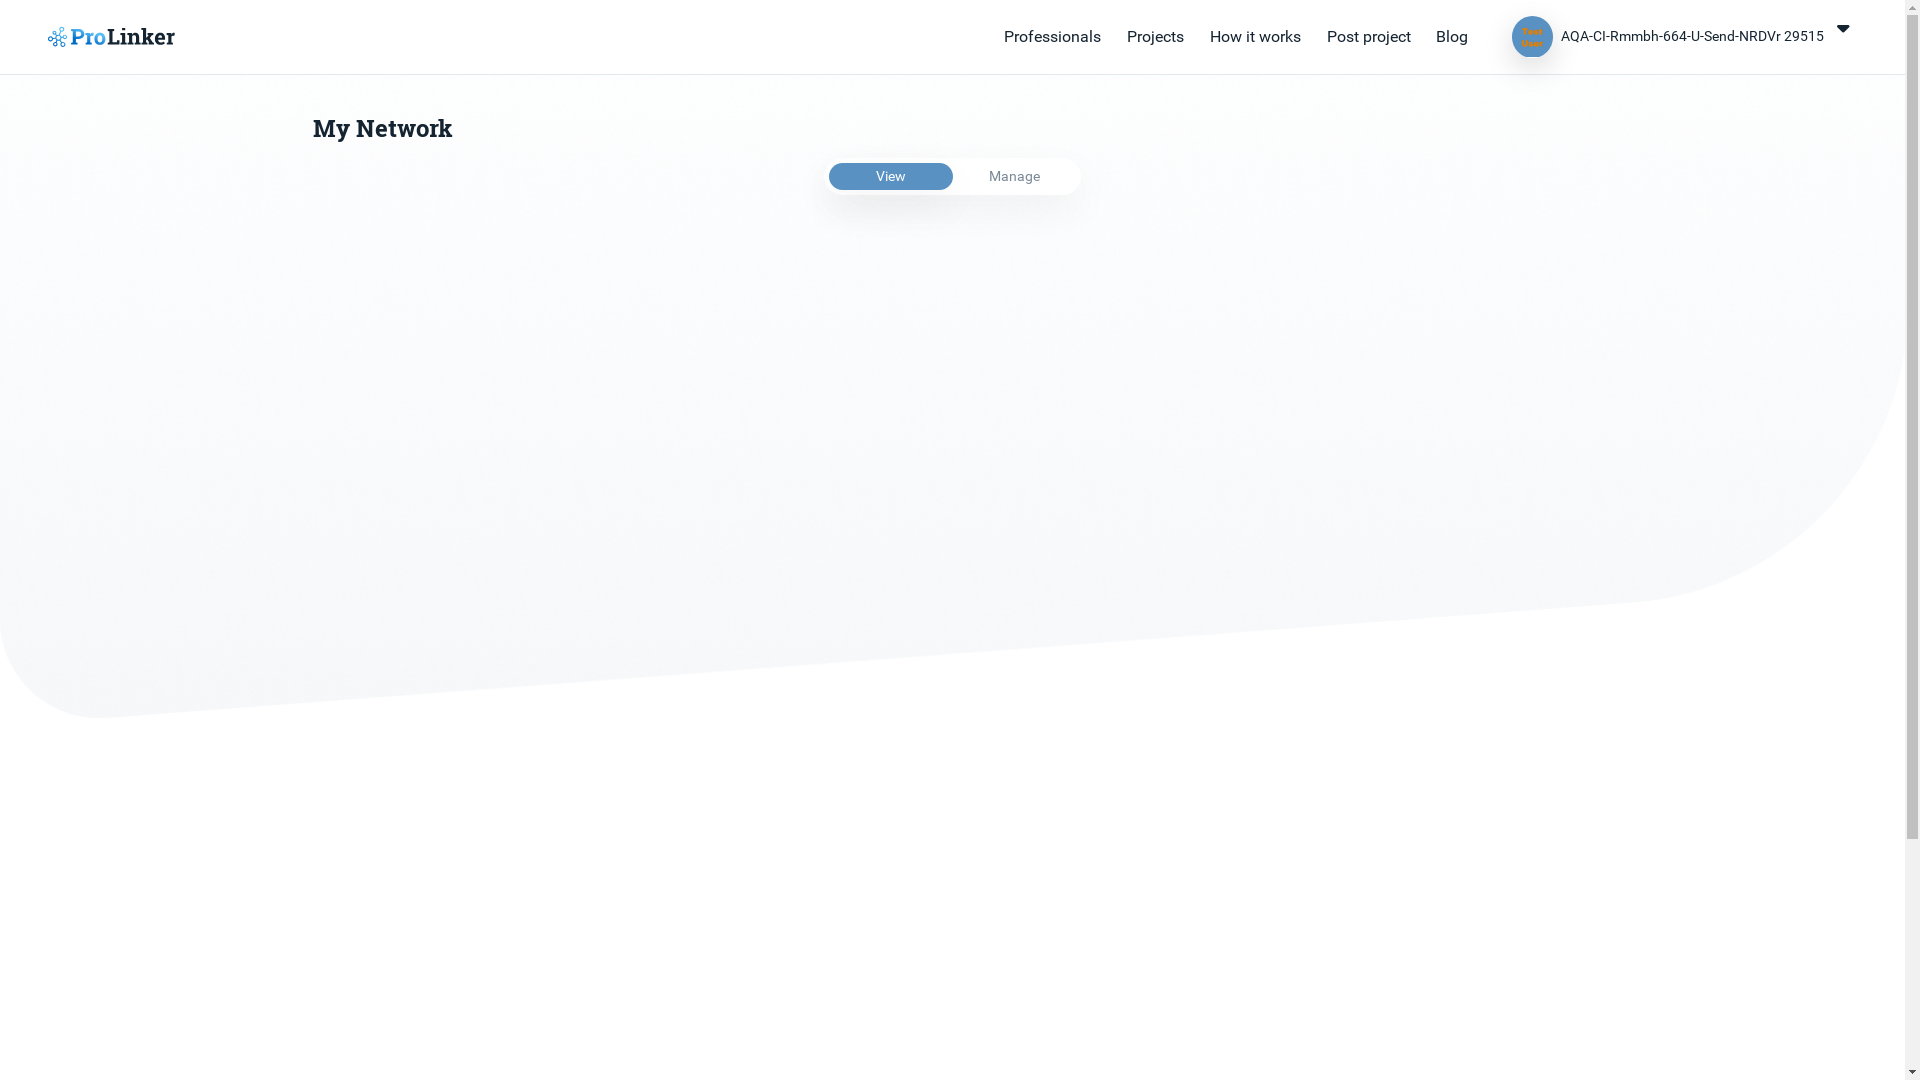 ProLinker
Professionals
Projects
How it works
Post project
Blog
Test
User
AQA-CI-Rmmbh-664-U-Send-NRDVr 29515
My Network
View
Manage